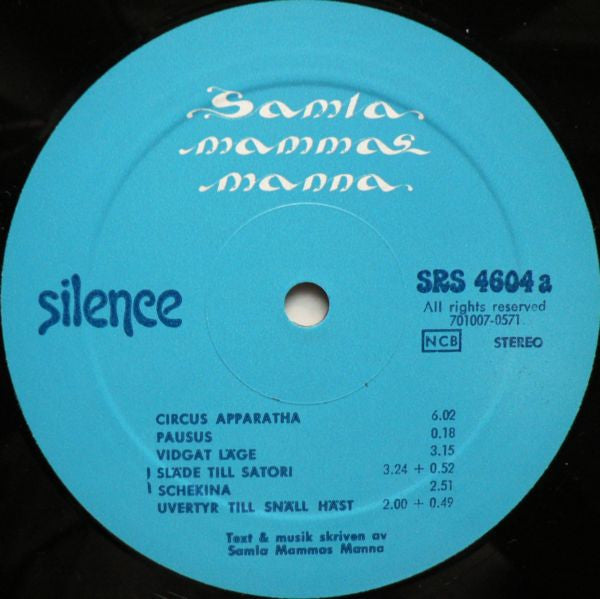 Samla
mammas
manna
silence
SRS 4604 a
All rights reserved
701007-0571
NCB STEREO
CIRCUS APPARATHA 6.02
PAUSUS 0.18
VIDGAT LÄGE 3.15
SLÄDE TILL SATORI 3.24 + 0.52
SCHEKINA 2.51
UVERTYR TILL SNÄLL HÄST 2.00 + 0.49
Text & musik skriven av
Samla Mammas Manna